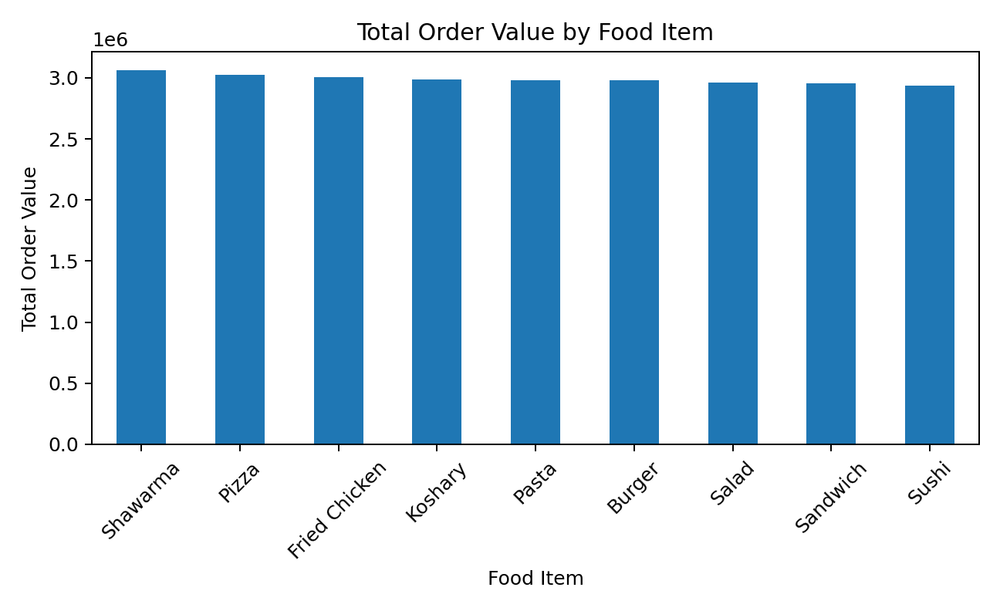 Total Order Value by Food Item
1e6
3.0
2.5
2.0
1.5
1.0
0.5
0.0
Total Order Value
Shawarma
Pizza
Fried Chicken
Koshary
Pasta
Burger
Salad
Sandwich
Sushi
Food Item